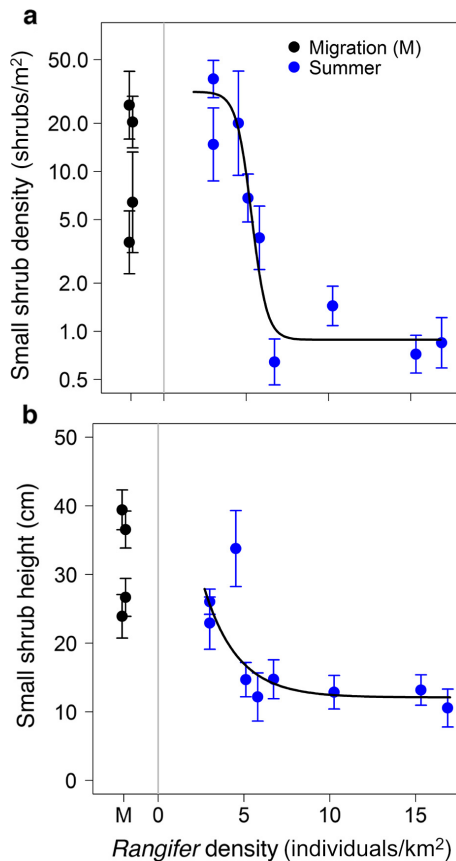 a
Small shrub density (shrubs/m²)
50.0
20.0
10.0
5.0
2.0
1.0
0.5
Migration (M)
Summer
b
Small shrub height (cm)
50
40
30
20
10
0
M 0 5 10 15
Rangifer density (individuals/km²)